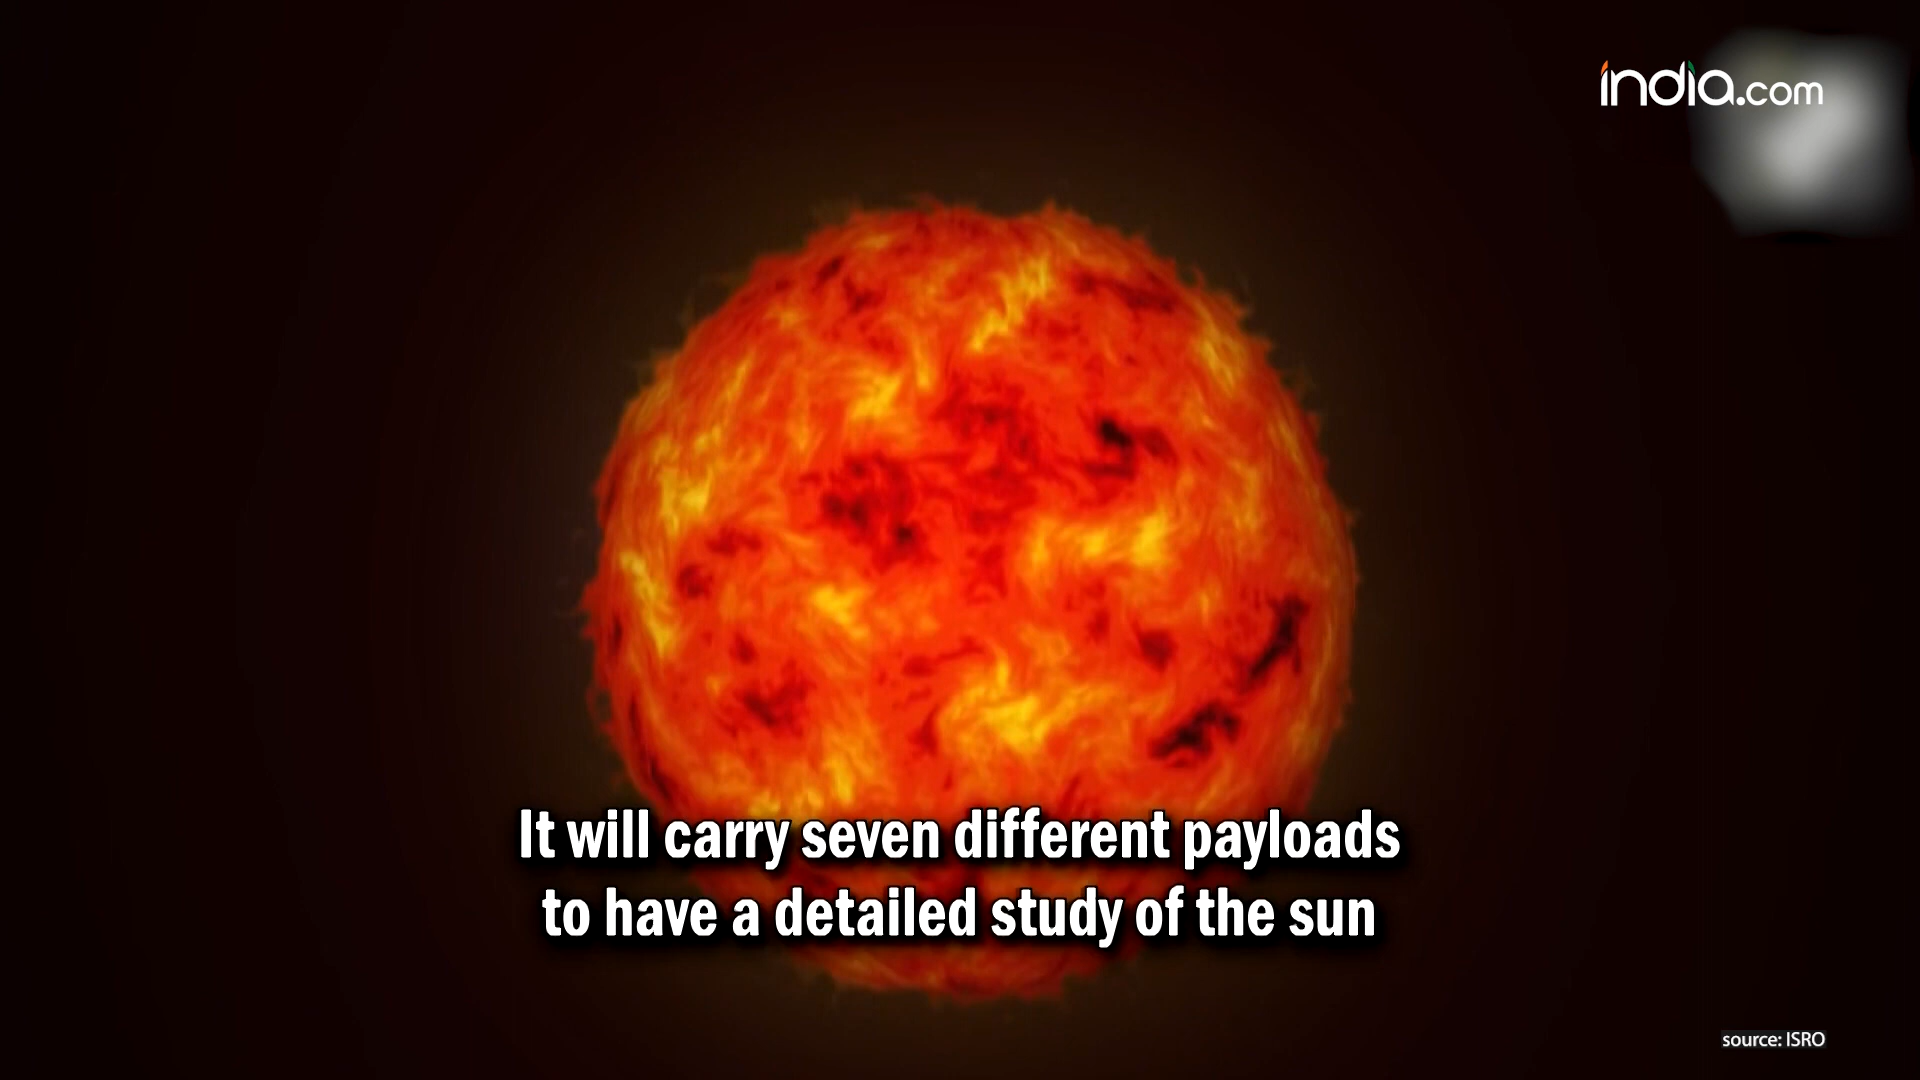 india.com
It will carry seven different payloads
to have a detailed study of the sun
source: ISRO